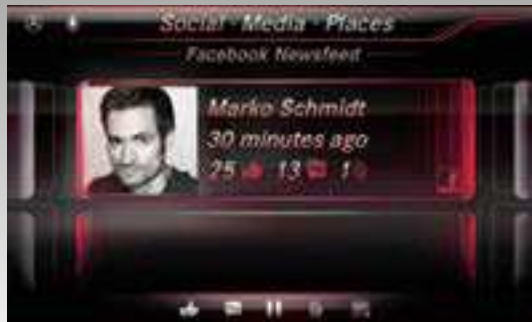 Social · Media · Places
Facebook Newsfeed
Marko Schmidt
30 minutes ago
25 13 1